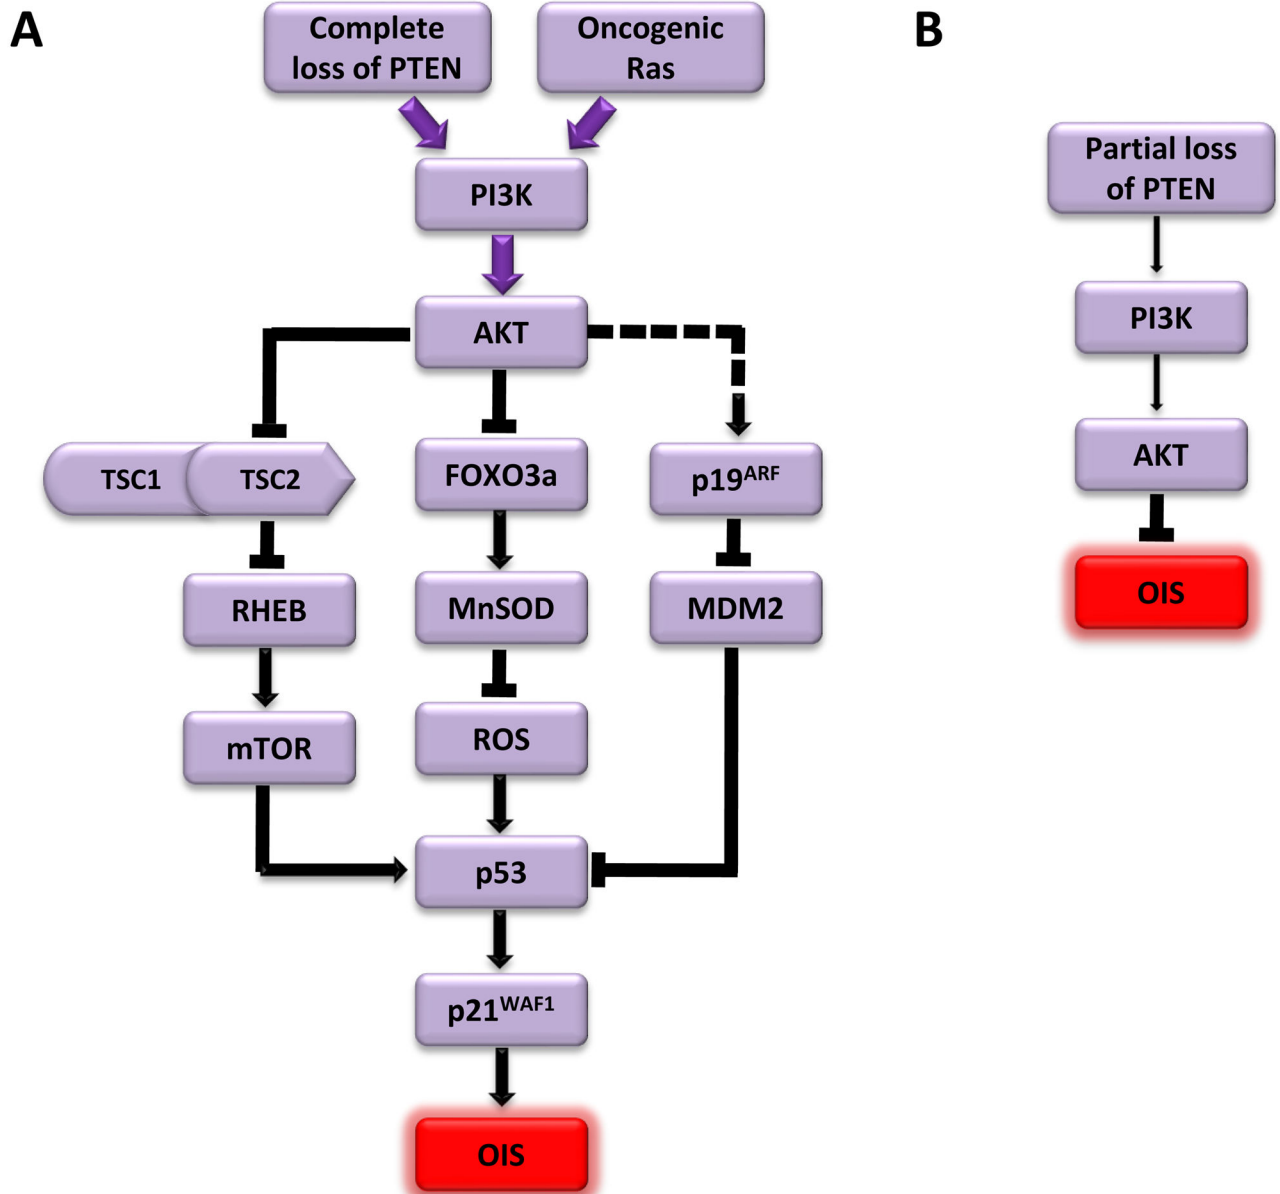 A
Complete
loss of PTEN
Oncogenic
Ras
PI3K
AKT
TSC1
TSC2
FOXO3a
p19ARF
RHEB
MnSOD
MDM2
mTOR
ROS
p53
p21WAF1
OIS
B
Partial loss
of PTEN
PI3K
AKT
OIS